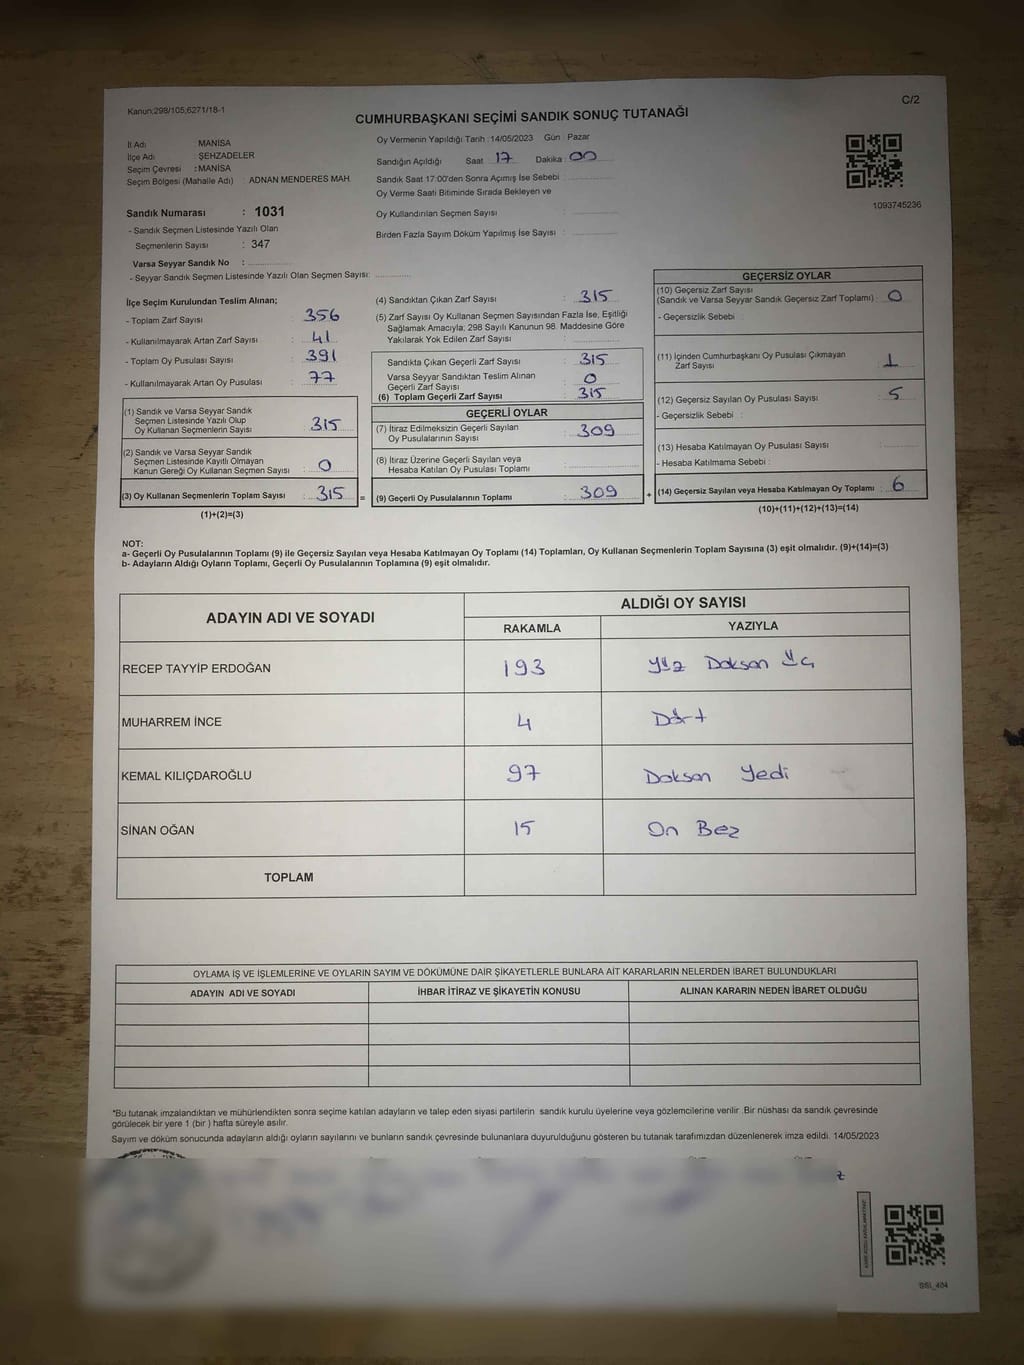 Kanun:298/105;6271/18-1
C/2
CUMHURBAŞKANI SEÇİMİ SANDIK SONUÇ TUTANAĞI
İl Adı : MANİSA
İlçe Adı : ŞEHZADELER
Seçim Çevresi : MANİSA
Seçim Bölgesi (Mahalle Adı) : ADNAN MENDERES MAH.
Sandık Numarası : 1031
- Sandık Seçmen Listesinde Yazılı Olan
Seçmenlerin Sayısı : 347
Varsa Seyyar Sandık No :
- Seyyar Sandık Seçmen Listesinde Yazılı Olan Seçmen Sayısı:
Oy Vermenin Yapıldığı Tarih :14/05/2023 Gün : Pazar
Sandığın Açıldığı Saat : 17 Dakika : 00
Sandık Saat 17:00'den Sonra Açımış İse Sebebi :
Oy Verme Saati Bitiminde Sırada Bekleyen ve
Oy Kullandırılan Seçmen Sayısı :
Birden Fazla Sayım Döküm Yapılmış İse Sayısı :
1093745236
İlçe Seçim Kurulundan Teslim Alınan;
- Toplam Zarf Sayısı : 356
- Kullanılmayarak Artan Zarf Sayısı : 41
- Toplam Oy Pusulası Sayısı : 391
- Kullanılmayarak Artan Oy Pusulası : 77
(1) Sandık ve Varsa Seyyar Sandık
Seçmen Listesinde Yazılı Olup
Oy Kullanan Seçmenlerin Sayısı : 315
(2) Sandık ve Varsa Seyyar Sandık
Seçmen Listesinde Kayıtlı Olmayan
Kanun Gereği Oy Kullanan Seçmen Sayısı : 0
(3) Oy Kullanan Seçmenlerin Toplam Sayısı : 315 =
(1)+(2)=(3)
(4) Sandıktan Çıkan Zarf Sayısı : 315
(5) Zarf Sayısı Oy Kullanan Seçmen Sayısından Fazla İse, Eşitliği
Sağlamak Amacıyla; 298 Sayılı Kanunun 98. Maddesine Göre
Yakılarak Yok Edilen Zarf Sayısı :
Sandıkta Çıkan Geçerli Zarf Sayısı : 315
Varsa Seyyar Sandıktan Teslim Alınan
Geçerli Zarf Sayısı : 0
(6) Toplam Geçerli Zarf Sayısı : 315
GEÇERLİ OYLAR
(7) İtiraz Edilmeksizin Geçerli Sayılan
Oy Pusulalarının Sayısı : 309
(8) İtiraz Üzerine Geçerli Sayılan veya
Hesaba Katılan Oy Pusulası Toplamı :
(9) Geçerli Oy Pusulalarının Toplamı : 309 +
GEÇERSİZ OYLAR
(10) Geçersiz Zarf Sayısı
(Sandık ve Varsa Seyyar Sandık Geçersiz Zarf Toplamı) : 0
- Geçersizlik Sebebi :
(11) İçinden Cumhurbaşkanı Oy Pusulası Çıkmayan
Zarf Sayısı : 1
(12) Geçersiz Sayılan Oy Pusulası Sayısı : 5
- Geçersizlik Sebebi :
(13) Hesaba Katılmayan Oy Pusulası Sayısı :
- Hesaba Katılmama Sebebi :
(14) Geçersiz Sayılan veya Hesaba Katılmayan Oy Toplamı : 6
(10)+(11)+(12)+(13)=(14)
NOT:
a- Geçerli Oy Pusulalarının Toplamı (9) ile Geçersiz Sayılan veya Hesaba Katılmayan Oy Toplamı (14) Toplamları, Oy Kullanan Seçmenlerin Toplam Sayısına (3) eşit olmalıdır. (9)+(14)=(3)
b- Adayların Aldığı Oyların Toplamı, Geçerli Oy Pusulalarının Toplamına (9) eşit olmalıdır.
ADAYIN ADI VE SOYADI
ALDIĞI OY SAYISI
RAKAMLA YAZIYLA
RECEP TAYYİP ERDOĞAN 193 Yüz Doksan Üç
MUHARREM İNCE 4 Dört
KEMAL KILIÇDAROĞLU 97 Doksan Yedi
SİNAN OĞAN 15 On Beş
TOPLAM
OYLAMA İŞ VE İŞLEMLERİNE VE OYLARIN SAYIM VE DÖKÜMÜNE DAİR ŞİKAYETLERLE BUNLARA AİT KARARLARIN NELERDEN İBARET BULUNDUKLARI
ADAYIN ADI VE SOYADI İHBAR İTİRAZ VE ŞİKAYETİN KONUSU ALINAN KARARIN NEDEN İBARET OLDUĞU
*Bu tutanak imzalandıktan ve mühürlendikten sonra seçime katılan adayların ve talep eden siyasi partilerin sandık kurulu üyelerine veya gözlemcilerine verilir .Bir nüshası da sandık çevresinde
görülecek bir yere 1 (bir ) hafta süreyle asılır.
Sayım ve döküm sonucunda adayların aldığı oyların sayılarını ve bunların sandık çevresinde bulunanlara duyurulduğunu gösteren bu tutanak tarafımızdan düzenlenerek imza edildi. 14/05/2023